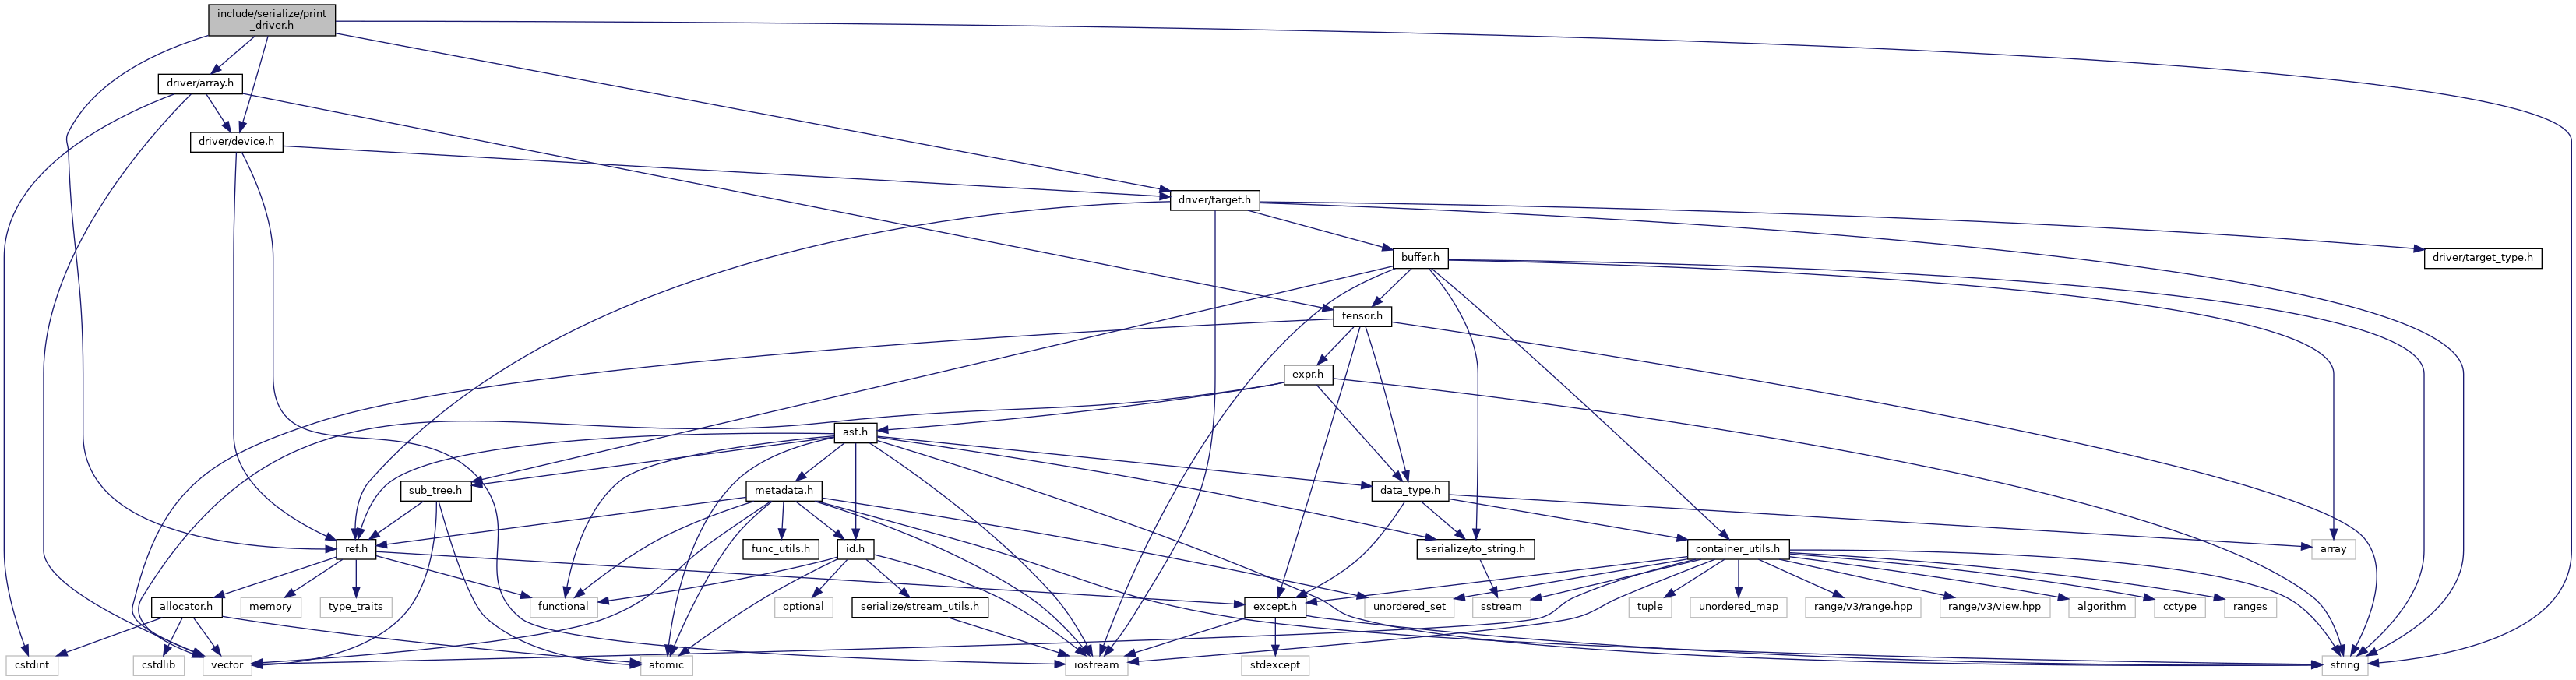 include/serialize/print
_driver.h
driver/array.h
driver/device.h
driver/target.h
buffer.h
driver/target_type.h
tensor.h
expr.h
ast.h
sub_tree.h
metadata.h
data_type.h
ref.h
func_utils.h
id.h
serialize/to_string.h
container_utils.h
array
allocator.h
memory
type_traits
functional
optional
serialize/stream_utils.h
except.h
unordered_set
sstream
tuple
unordered_map
range/v3/range.hpp
range/v3/view.hpp
algorithm
cctype
ranges
cstdint
cstdlib
vector
atomic
iostream
stdexcept
string